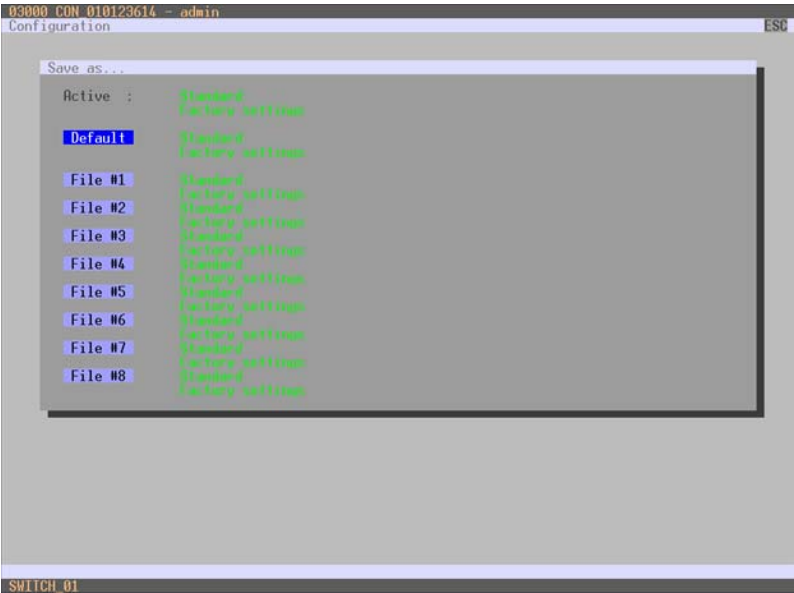 03000 CON 010123614 - admin
Configuration ESC
Save as...
Active : Standard
Factory settings
Default Standard
Factory settings
File #1 Standard
Factory settings
File #2 Standard
Factory settings
File #3 Standard
Factory settings
File #4 Standard
Factory settings
File #5 Standard
Factory settings
File #6 Standard
Factory settings
File #7 Standard
Factory settings
File #8 Standard
Factory settings
SWITCH_01